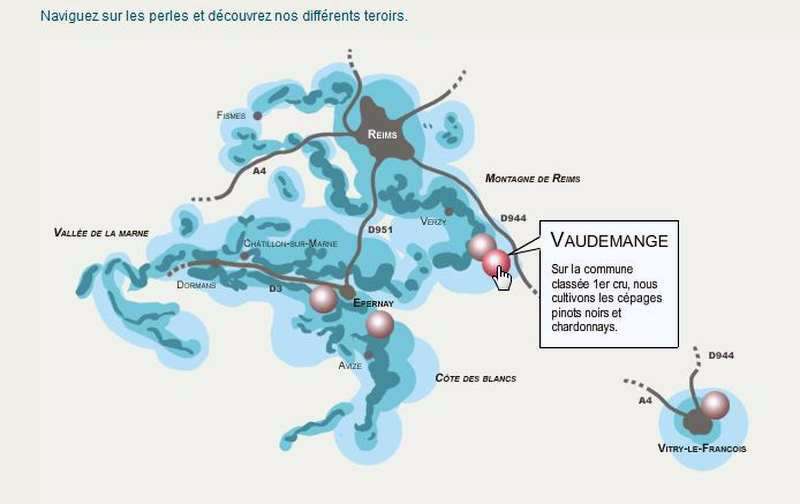 Naviguez sur les perles et découvrez nos différents teroirs.
Fismes
Reims
A4
Montagne de Reims
Verzy
D944
Vallée de la marne
D951
Châtillon-sur-Marne
Vaudemange
Sur la commune
classée 1er cru, nous
cultivons les cépages
pinots noirs et
chardonnays.
Dormans
D3
Epernay
Avize
Côte des blancs
D944
A4
Vitry-le-Francois